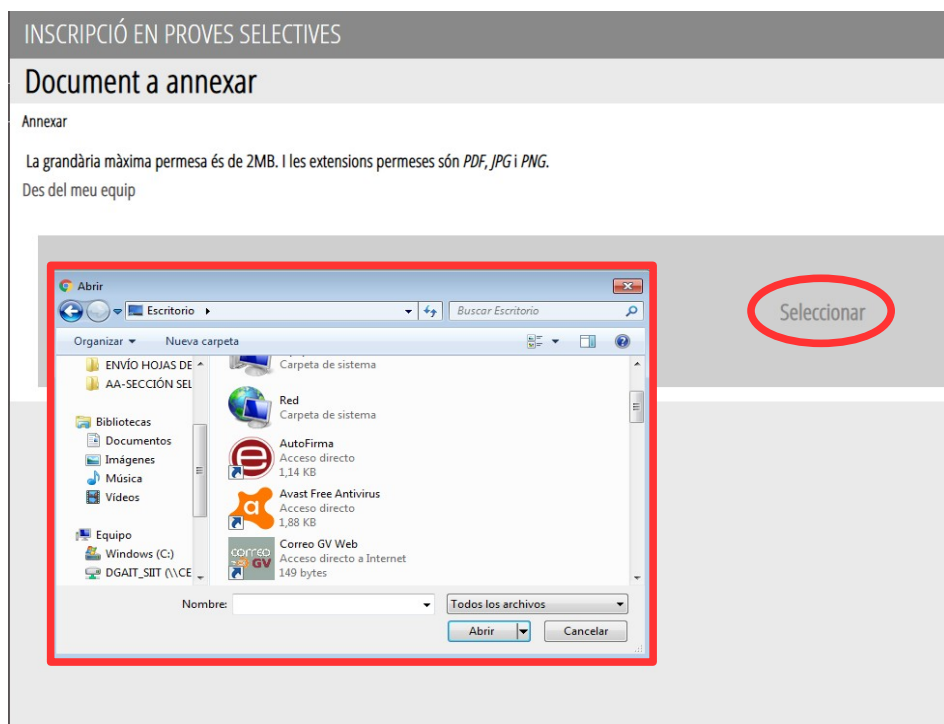 INSCRIPCIÓ EN PROVES SELECTIVES
Document a annexar
Annexar
La grandària màxima permesa és de 2MB. I les extensions permeses són PDF, JPG i PNG.
Des del meu equip
Seleccionar
Abrir
Escritorio
Buscar Escritorio
Organizar
Nueva carpeta
ENVÍO HOJAS DE
AA-SECCIÓN SEL
Bibliotecas
Documentos
Imágenes
Música
Vídeos
Equipo
Windows (C:)
DGAIT_SIIT (\\CE
Carpeta de sistema
Red
Carpeta de sistema
AutoFirma
Acceso directo
1,14 KB
Avast Free Antivirus
Acceso directo
1,88 KB
correo
GV
Correo GV Web
Acceso directo a Internet
149 bytes
Nombre:
Todos los archivos
Abrir
Cancelar